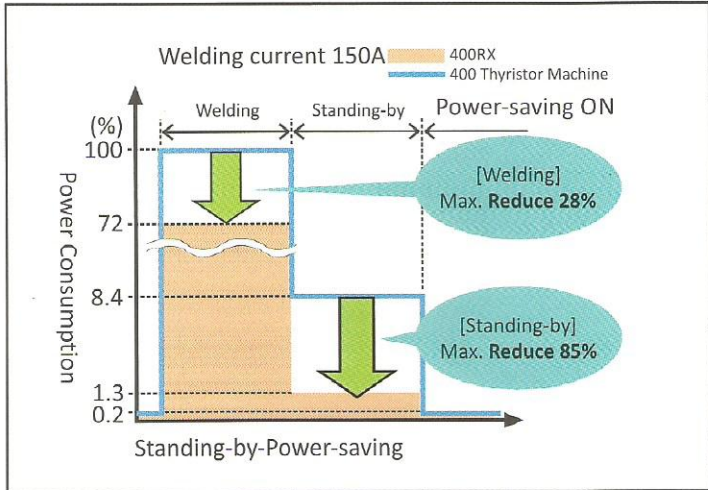 Welding current 150A
400RX
400 Thyristor Machine
Welding
Standing-by
Power-saving ON
(%)
100
72
8.4
1.3
0.2
Power Consumption
[Welding]
Max. Reduce 28%
[Standing-by]
Max. Reduce 85%
Standing-by-Power-saving